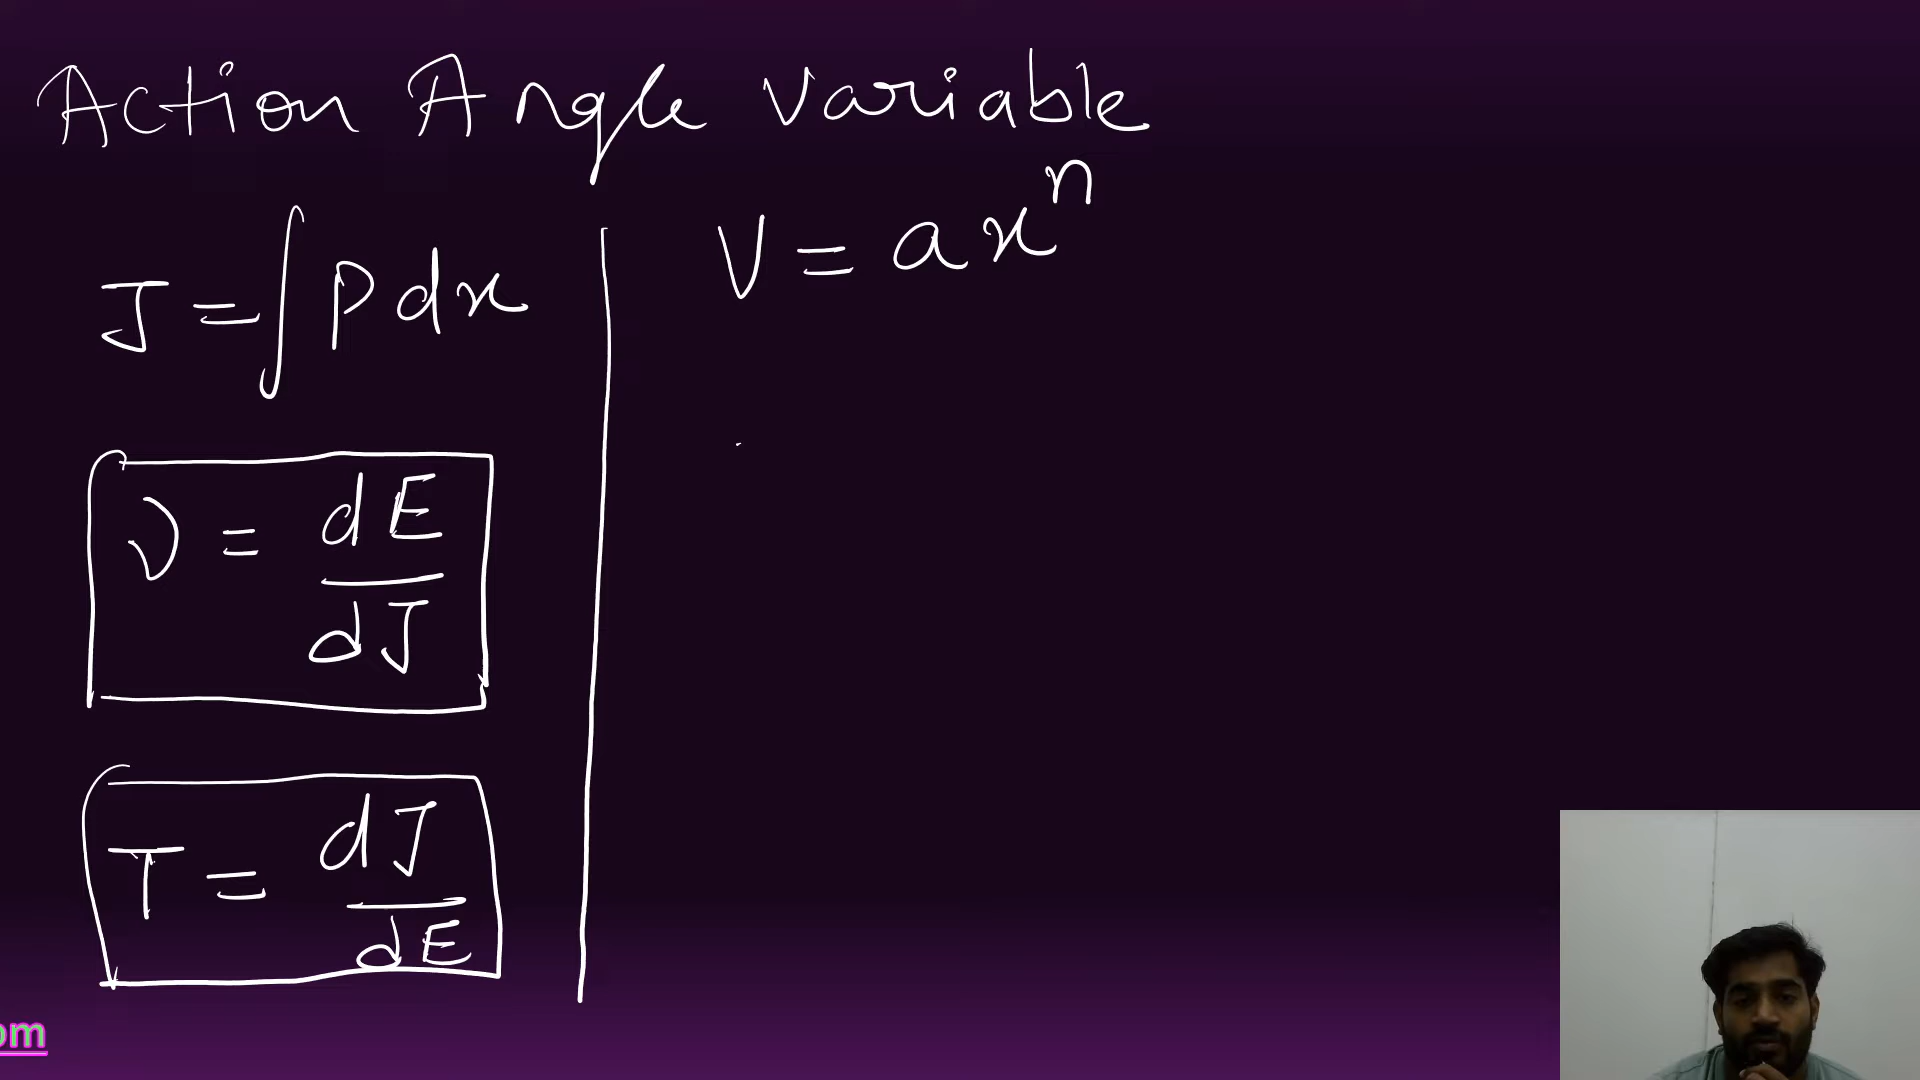 Action Angle Variable
J = ∫ P dx
ν = dE/dJ
T = dJ/dE
V = ax^n
om